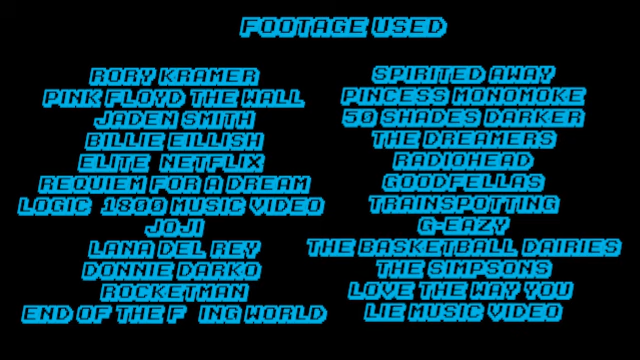 FOOTAGE USED
RORY KRAMER
PINK FLOYD THE WALL
JADEN SMITH
BILLIE EILLISH
ELITE NETFLIX
REQUIEM FOR A DREAM
LOGIC 1800 MUSIC VIDEO
JOJI
LANA DEL REY
DONNIE DARKO
ROCKETMAN
END OF THE F ING WORLD
SPIRITED AWAY
PINCESS MONOMOKE
50 SHADES DARKER
THE DREAMERS
RADIOHEAD
GOODFELLAS
TRAINSPOTTING
G-EAZY
THE BASKETBALL DAIRIES
THE SIMPSONS
LOVE THE WAY YOU
LIE MUSIC VIDEO